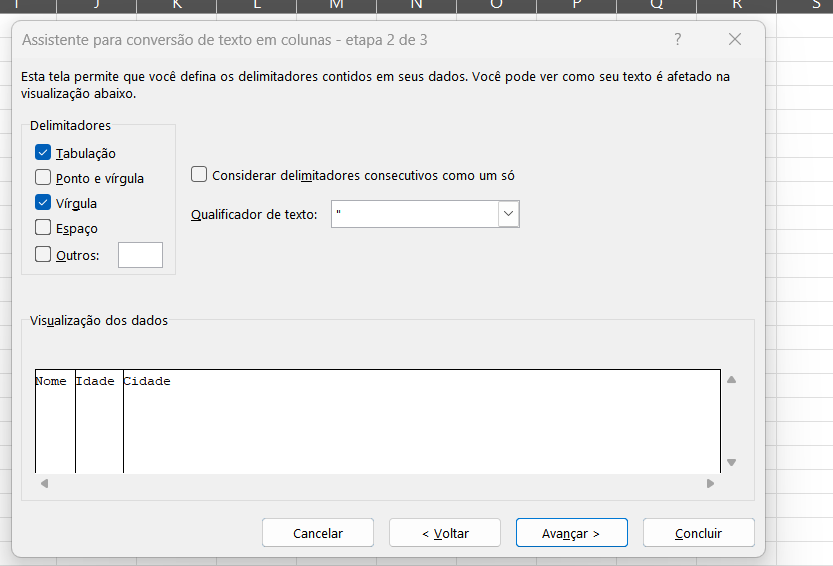 I J K L M N O P Q R S
Assistente para conversão de texto em colunas - etapa 2 de 3 ?
Esta tela permite que você defina os delimitadores contidos em seus dados. Você pode ver como seu texto é afetado na
visualização abaixo.
Delimitadores
Tabulação
Ponto e vírgula
Vírgula
Espaço
Outros:
Considerar delimitadores consecutivos como um só
Qualificador de texto: "
Visualização dos dados
Nome Idade Cidade
Cancelar < Voltar Avançar > Concluir